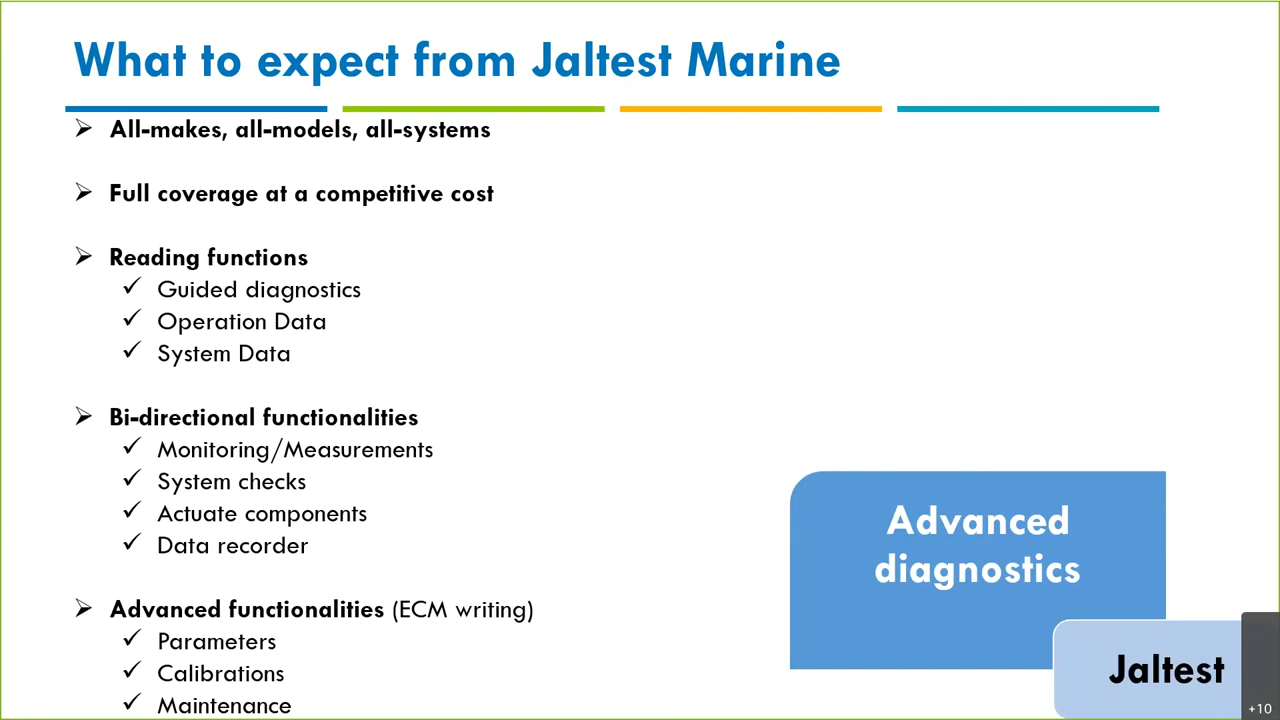 What to expect from Jaltest Marine
All-makes, all-models, all-systems
Full coverage at a competitive cost
Reading functions
Guided diagnostics
Operation Data
System Data
Bi-directional functionalities
Monitoring/Measurements
System checks
Actuate components
Data recorder
Advanced functionalities (ECM writing)
Parameters
Calibrations
Maintenance
Advanced
diagnostics
Jaltest
+10